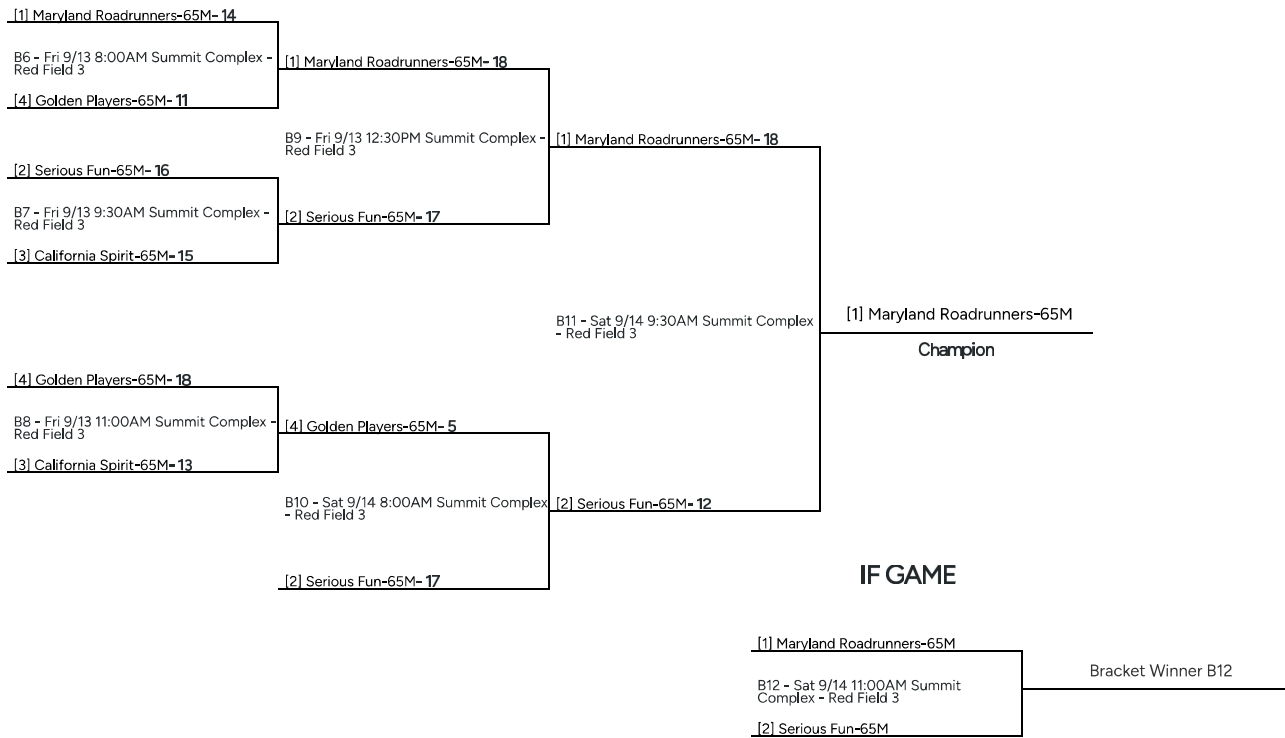 [1] Maryland Roadrunners-65M- 14
B6 - Fri 9/13 8:00AM Summit Complex -
Red Field 3
[4] Golden Players-65M- 11
[1] Maryland Roadrunners-65M- 18
B9 - Fri 9/13 12:30PM Summit Complex -
Red Field 3
[2] Serious Fun-65M- 16
B7 - Fri 9/13 9:30AM Summit Complex -
Red Field 3
[3] California Spirit-65M- 15
[2] Serious Fun-65M- 17
[1] Maryland Roadrunners-65M- 18
B11 - Sat 9/14 9:30AM Summit Complex
- Red Field 3
[1] Maryland Roadrunners-65M
Champion
[4] Golden Players-65M- 18
B8 - Fri 9/13 11:00AM Summit Complex -
Red Field 3
[3] California Spirit-65M- 13
[4] Golden Players-65M- 5
B10 - Sat 9/14 8:00AM Summit Complex
- Red Field 3
[2] Serious Fun-65M- 17
[2] Serious Fun-65M- 12
IF GAME
[1] Maryland Roadrunners-65M
B12 - Sat 9/14 11:00AM Summit
Complex - Red Field 3
[2] Serious Fun-65M
Bracket Winner B12